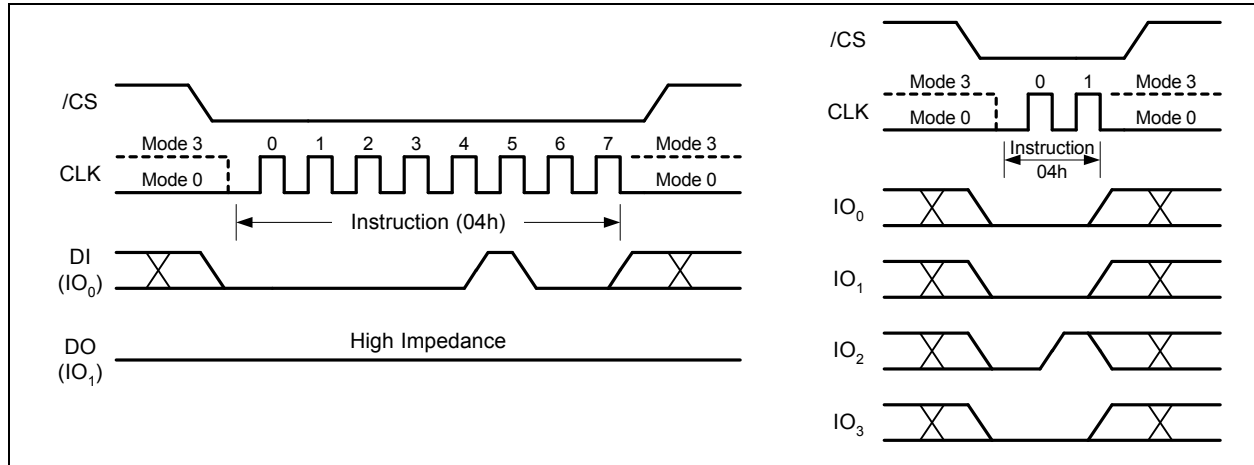 /CS
Mode 3
0 1 2 3 4 5 6 7
Mode 3
CLK
Mode 0
Mode 0
Instruction (04h)
DI
(IO0)
High Impedance
DO
(IO1)
/CS
Mode 3
0 1
Mode 3
CLK
Mode 0
Mode 0
Instruction
04h
IO0
IO1
IO2
IO3